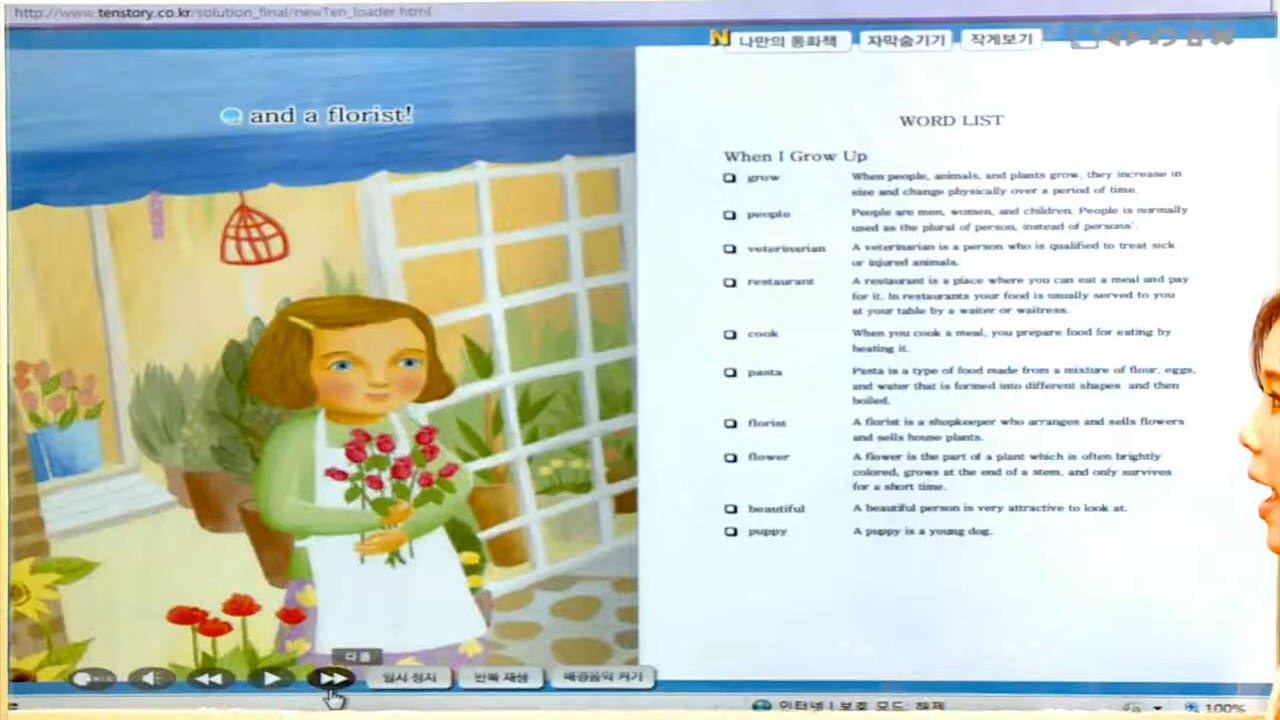 http://www.tenstory.co.kr/solution_final/newTen_loader.html
N 나만의 동화책 자막숨기기 작게보기
and a florist!
WORD LIST
When I Grow Up
grow When people, animals, and plants grow, they increase in
size and change physically over a period of time.
people People are men, women, and children. People is normally
used as the plural of person, instead of persons'.
veterinarian A veterinarian is a person who is qualified to treat sick
or injured animals.
restaurant A restaurant is a place where you can eat a meal and pay
for it. In restaurants your food is usually served to you
at your table by a waiter or waitress.
cook When you cook a meal, you prepare food for eating by
heating it.
pasta Pasta is a type of food made from a mixture of flour, eggs,
and water that is formed into different shapes and then
boiled.
florist A florist is a shopkeeper who arranges and sells flowers
and sells house plants.
flower A flower is the part of a plant which is often brightly
colored, grows at the end of a stem, and only survives
for a short time.
beautiful A beautiful person is very attractive to look at.
puppy A puppy is a young dog.
다음
일시 정지 반복 재생 배경음악 켜기
인터넷 | 보호 모드: 해제
100%